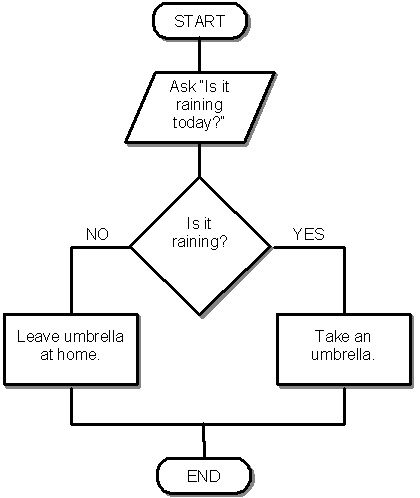 START
Ask "Is it
raining
today?"
Is it
raining?
NO
YES
Leave umbrella
at home.
Take an
umbrella.
END